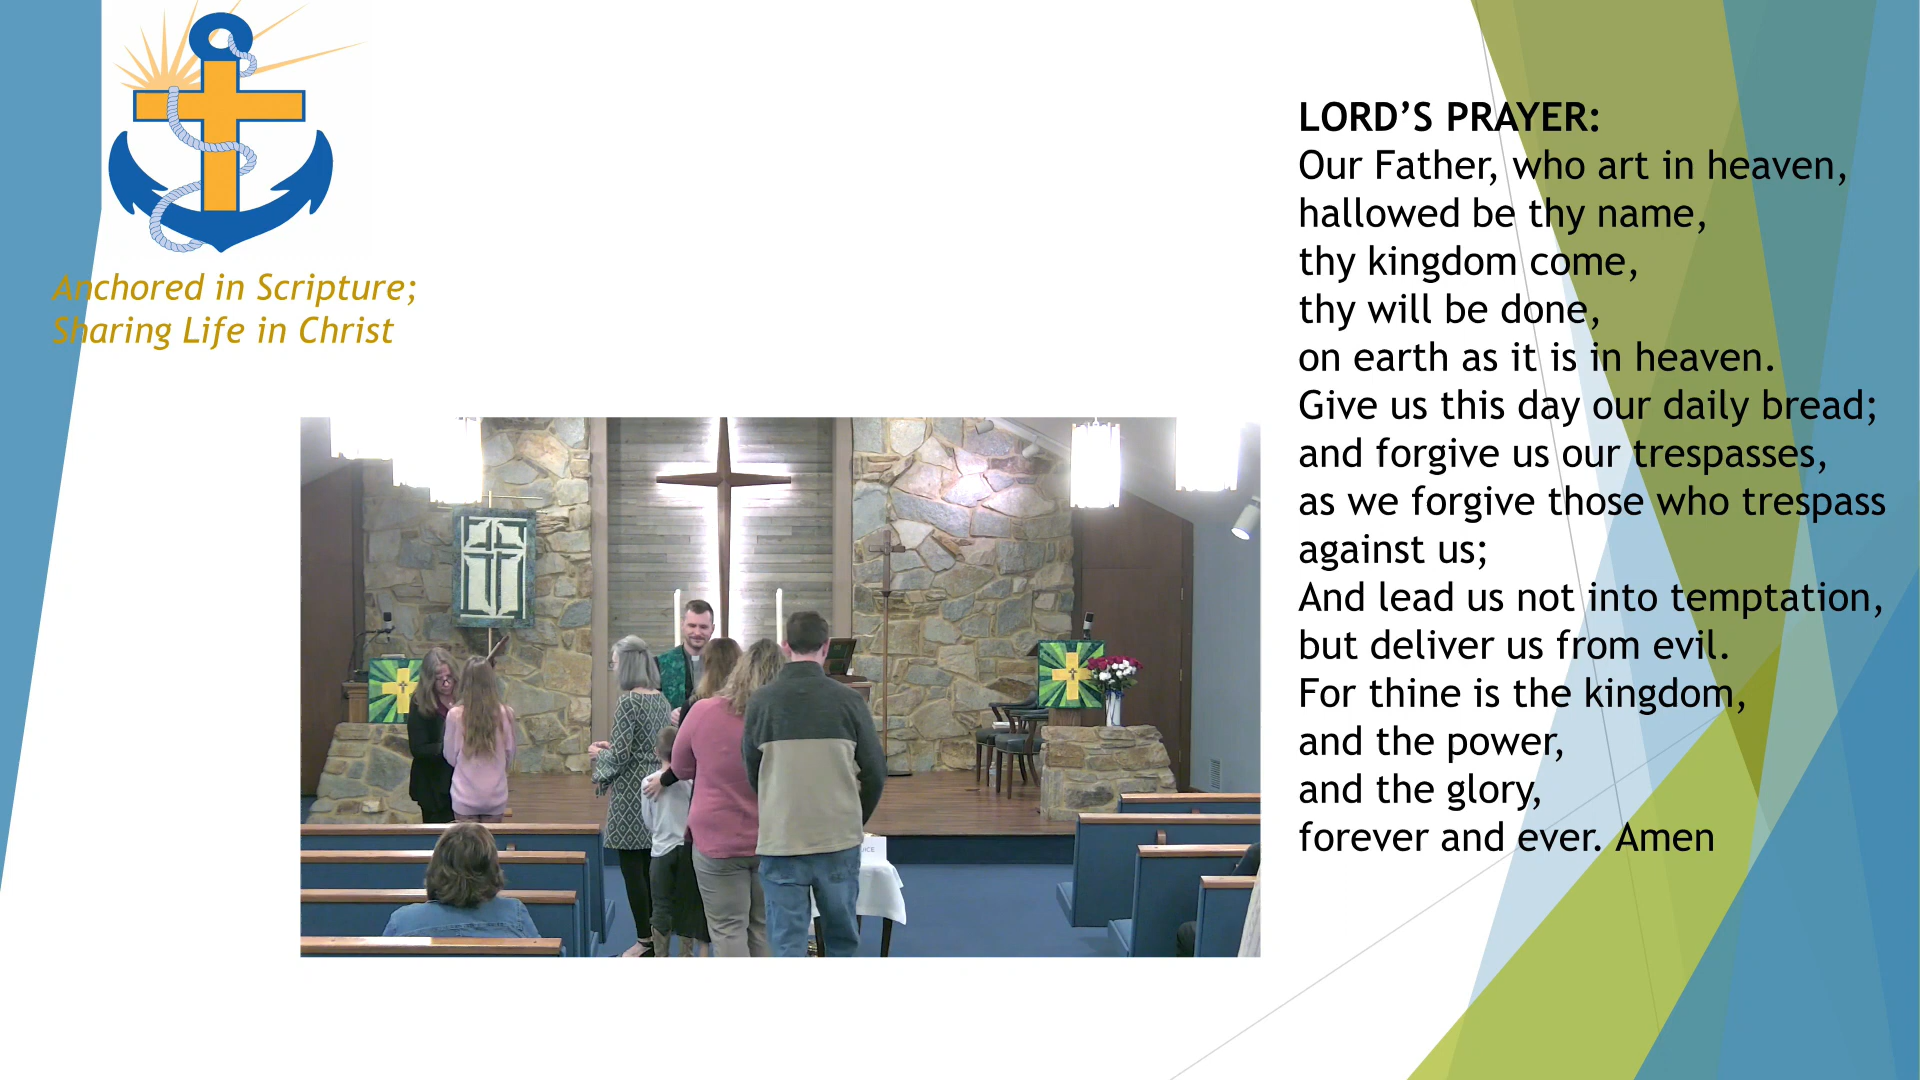 Anchored in Scripture;
Sharing Life in Christ
LORD’S PRAYER:
Our Father, who art in heaven,
hallowed be thy name,
thy kingdom come,
thy will be done,
on earth as it is in heaven.
Give us this day our daily bread;
and forgive us our trespasses,
as we forgive those who trespass
against us;
And lead us not into temptation,
but deliver us from evil.
For thine is the kingdom,
and the power,
and the glory,
forever and ever. Amen